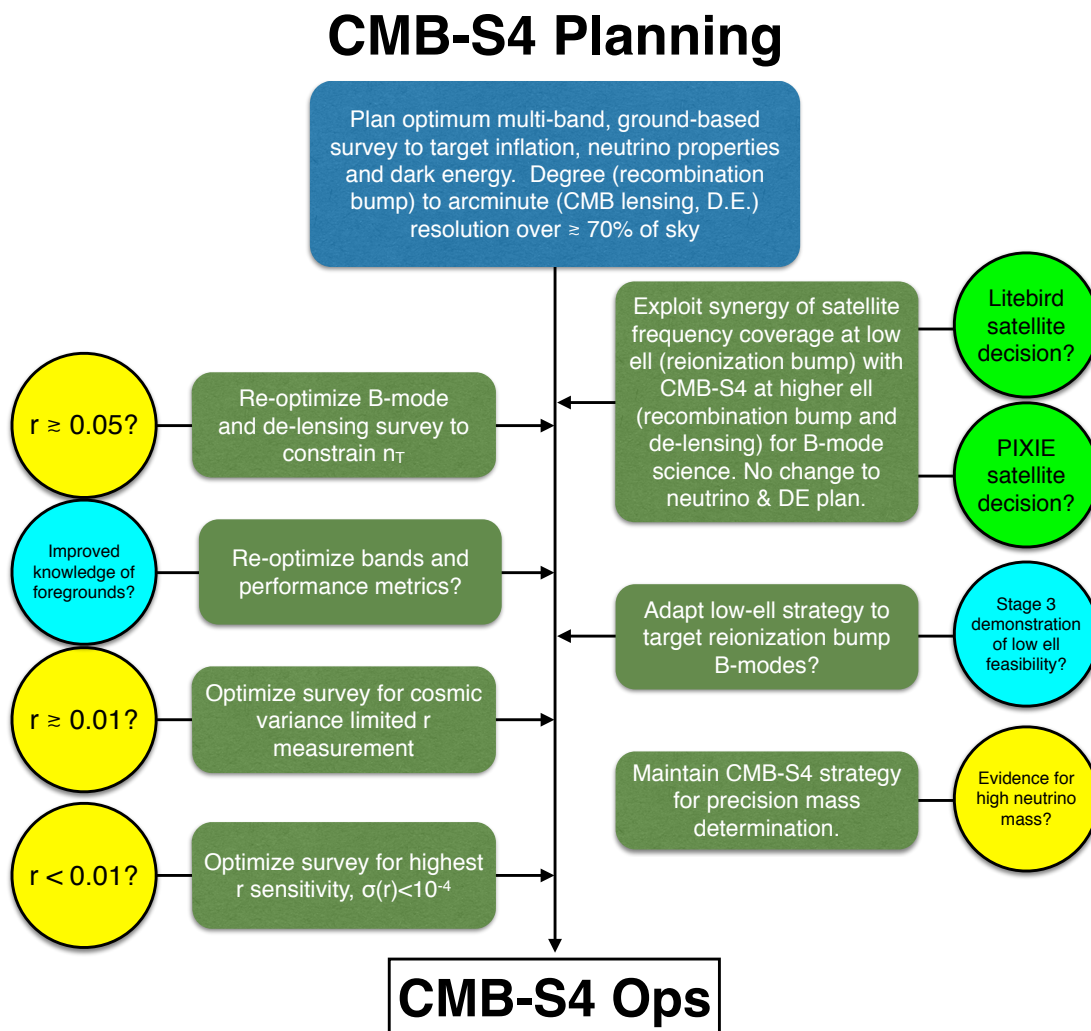 CMB-S4 Planning
Plan optimum multi-band, ground-based
survey to target inflation, neutrino properties
and dark energy.  Degree (recombination
bump) to arcminute (CMB lensing, D.E.)
resolution over ≳ 70% of sky
Exploit synergy of satellite
frequency coverage at low
ell (reionization bump) with
CMB-S4 at higher ell
(recombination bump and
de-lensing) for B-mode
science. No change to
neutrino & DE plan.
Litebird
satellite
decision?
PIXIE
satellite
decision?
r ≳ 0.05?
Re-optimize B-mode
and de-lensing survey to
constrain n_T
Improved
knowledge of
foregrounds?
Re-optimize bands and
performance metrics?
Adapt low-ell strategy to
target reionization bump
B-modes?
Stage 3
demonstration
of low ell
feasibility?
r ≳ 0.01?
Optimize survey for cosmic
variance limited r
measurement
Maintain CMB-S4 strategy
for precision mass
determination.
Evidence for
high neutrino
mass?
r < 0.01?
Optimize survey for highest
r sensitivity, σ(r)<10⁻⁴
CMB-S4 Ops